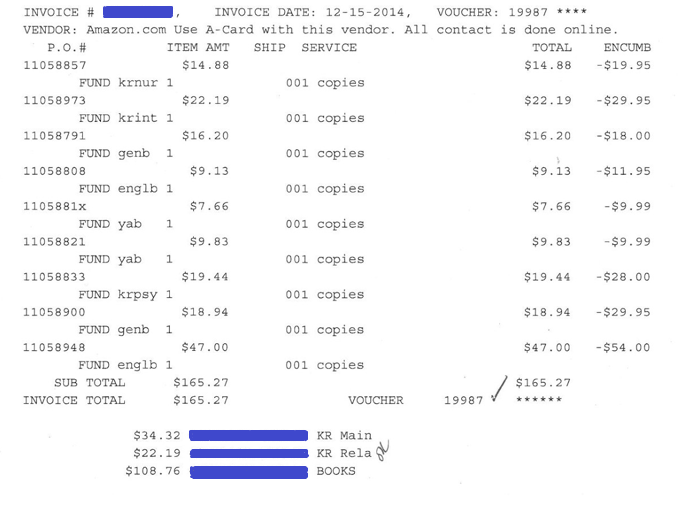 INVOICE # , INVOICE DATE: 12-15-2014, VOUCHER: 19987 ****
VENDOR: Amazon.com Use A-Card with this vendor. All contact is done online.
P.O.# ITEM AMT SHIP SERVICE TOTAL ENCUMB
11058857 $14.88 $14.88 -$19.95
FUND krnur 1 001 copies
11058973 $22.19 $22.19 -$29.95
FUND krint 1 001 copies
11058791 $16.20 $16.20 -$18.00
FUND genb 1 001 copies
11058808 $9.13 $9.13 -$11.95
FUND englb 1 001 copies
1105881x $7.66 $7.66 -$9.99
FUND yab 1 001 copies
11058821 $9.83 $9.83 -$9.99
FUND yab 1 001 copies
11058833 $19.44 $19.44 -$28.00
FUND krpsy 1 001 copies
11058900 $18.94 $18.94 -$29.95
FUND genb 1 001 copies
11058948 $47.00 $47.00 -$54.00
FUND englb 1 001 copies
SUB TOTAL $165.27 $165.27
INVOICE TOTAL $165.27 VOUCHER 19987 ******
$34.32 KR Main
$22.19 KR Rela
$108.76 BOOKS